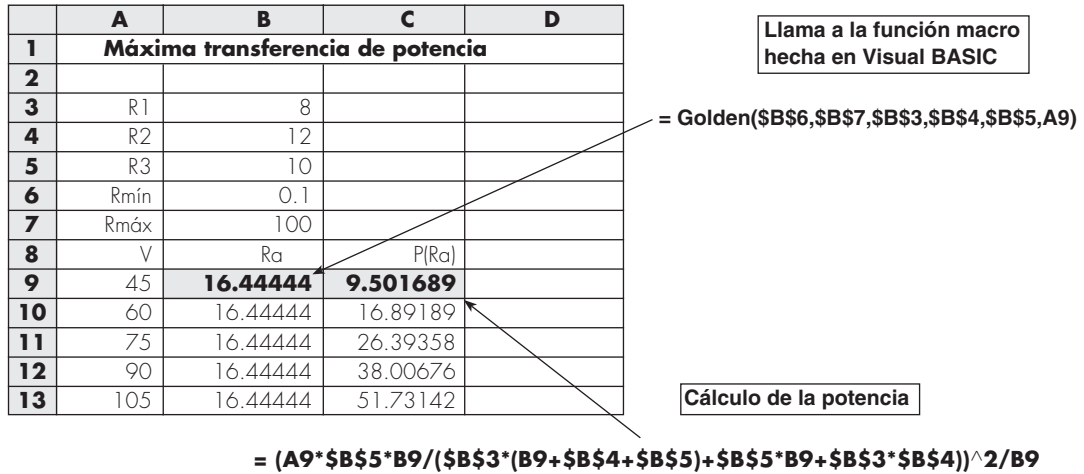 A B C D
1 Máxima transferencia de potencia
2
3 R1 8
4 R2 12
5 R3 10
6 Rmín 0.1
7 Rmáx 100
8 V Ra P(Ra)
9 45 16.44444 9.501689
10 60 16.44444 16.89189
11 75 16.44444 26.39358
12 90 16.44444 38.00676
13 105 16.44444 51.73142
Llama a la función macro
hecha en Visual BASIC
= Golden($B$6,$B$7,$B$3,$B$4,$B$5,A9)
Cálculo de la potencia
= (A9*$B$5*B9/($B$3*(B9+$B$4+$B$5)+$B$5*B9+$B$3*$B$4))^2/B9